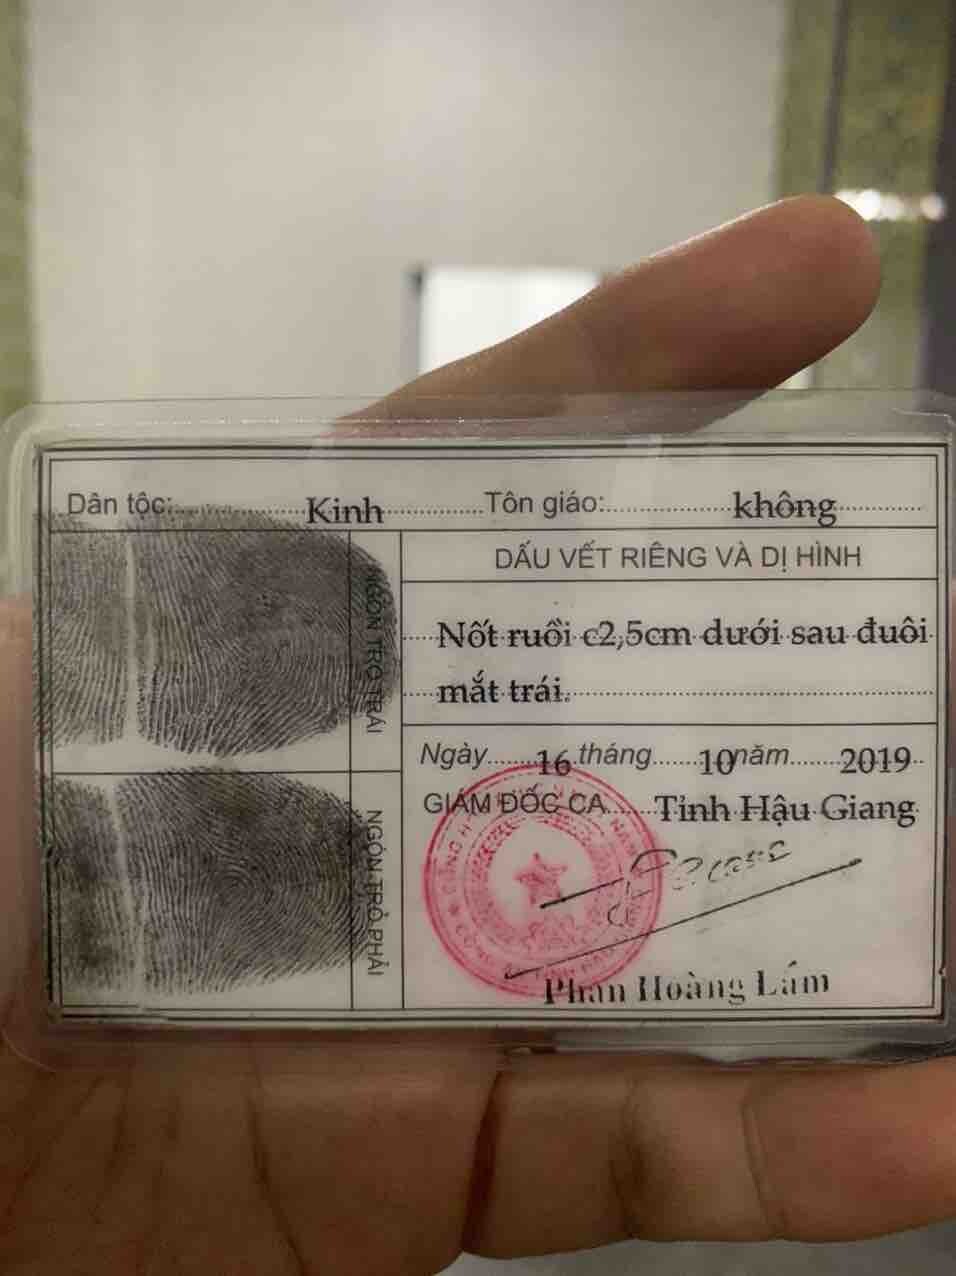 Dân tộc: Kinh Tôn giáo: không
NGÓN TRỎ TRÁI
NGÓN TRỎ PHẢI
DẤU VẾT RIÊNG VÀ DỊ HÌNH
Nốt ruồi c2,5cm dưới sau đuôi
mắt trái.
Ngày 16 tháng 10 năm 2019
GIÁM ĐỐC CA Tỉnh Hậu Giang
Phan Hoàng Lắm